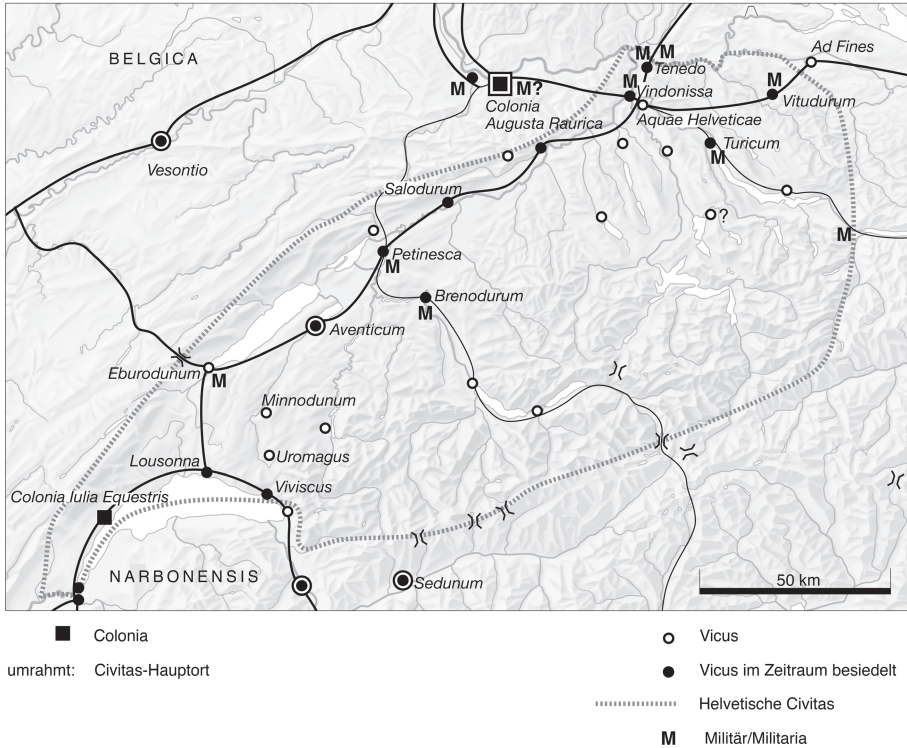 BELGICA
Ad Fines
M M
Tenedo
M
M?
M
Vindonissa
M
Vitudurum
Colonia
Augusta Raurica
Aquae Helveticae
Turicum
M
Vesontio
Salodurum
?
M
Petinesca
M
Brenodurum
M
Aventicum
Eburodunum
M
Minnodunum
Lousonna
Uromagus
Viviscus
Colonia Iulia Equestris
NARBONENSIS
Sedunum
50 km
Colonia
umrahmt: Civitas-Hauptort
Vicus
Vicus im Zeitraum besiedelt
Helvetische Civitas
M Militär/Militaria